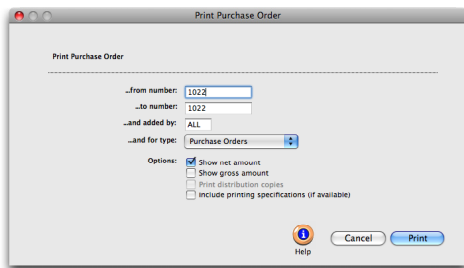 Print Purchase Order
Print Purchase Order
...from number: 1022
...to number: 1022
...and added by: ALL
...and for type: Purchase Orders
Options: Show net amount
Show gross amount
Print distribution copies
Include printing specifications (if available)
Help Cancel Print